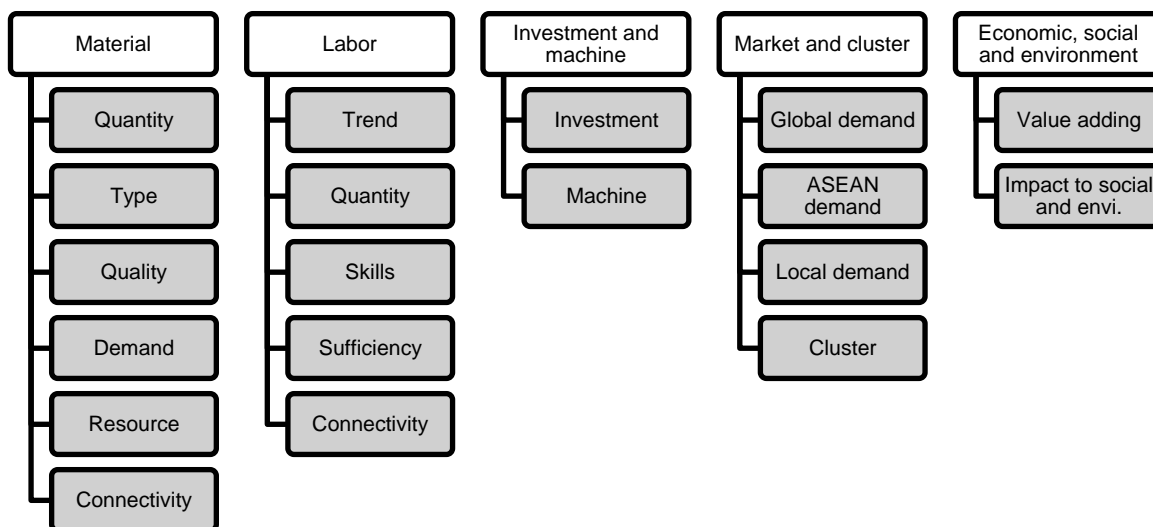 Material
Quantity
Type
Quality
Demand
Resource
Connectivity
Labor
Trend
Quantity
Skills
Sufficiency
Connectivity
Investment and
machine
Investment
Machine
Market and cluster
Global demand
ASEAN
demand
Local demand
Cluster
Economic, social
and environment
Value adding
Impact to social
and envi.